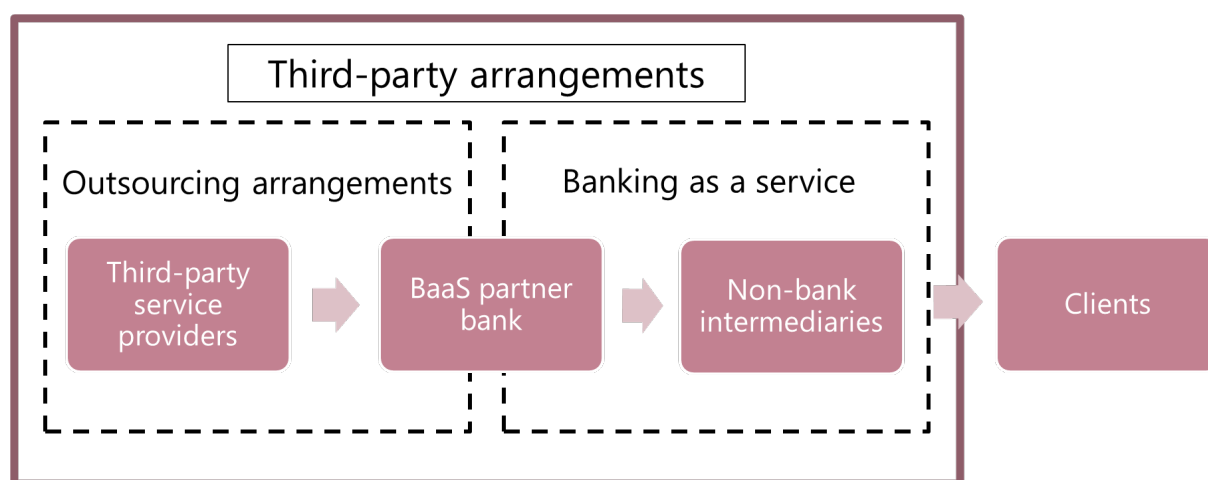 Third-party arrangements
Outsourcing arrangements
Banking as a service
Third-party
service
providers
BaaS partner
bank
Non-bank
intermediaries
Clients